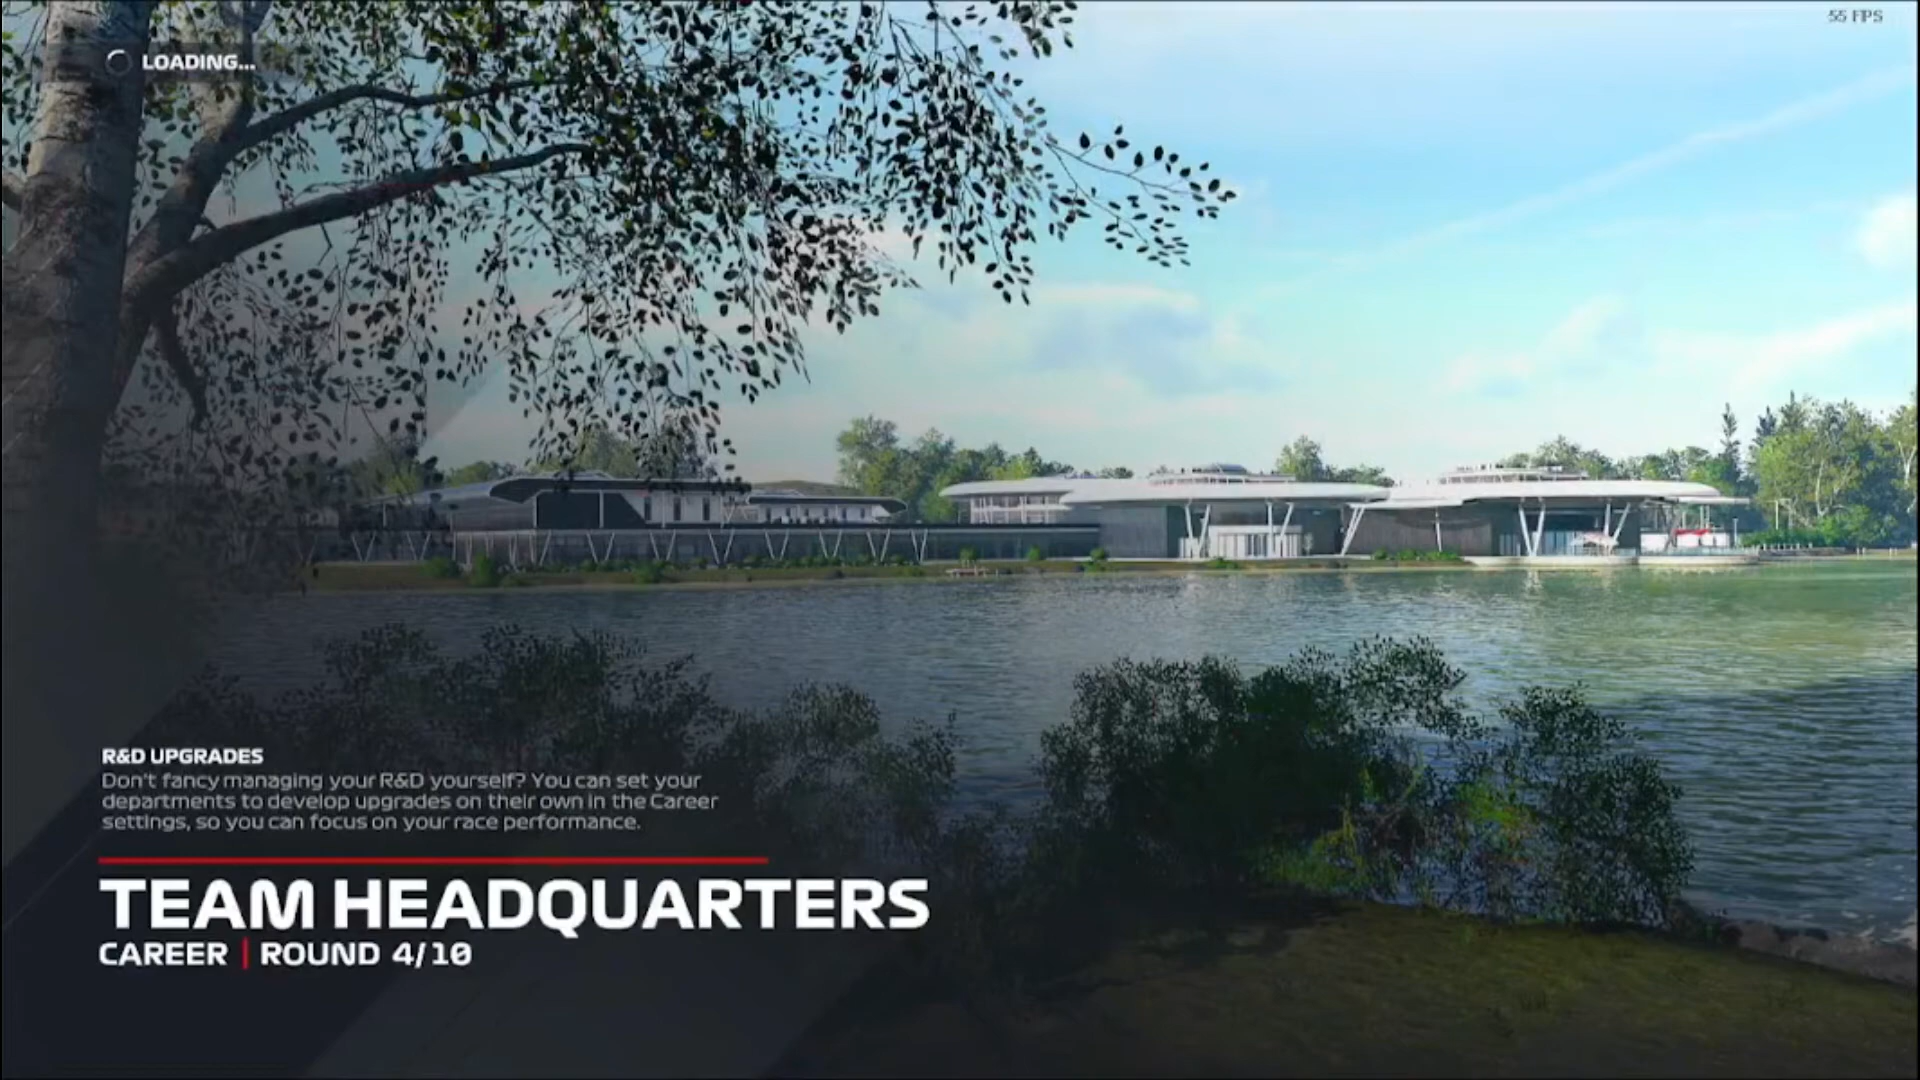 55 FPS
LOADING...
R&D UPGRADES
Don't fancy managing your R&D yourself? You can set your
departments to develop upgrades on their own in the Career
settings, so you can focus on your race performance.
TEAM HEADQUARTERS
CAREER | ROUND 4/10